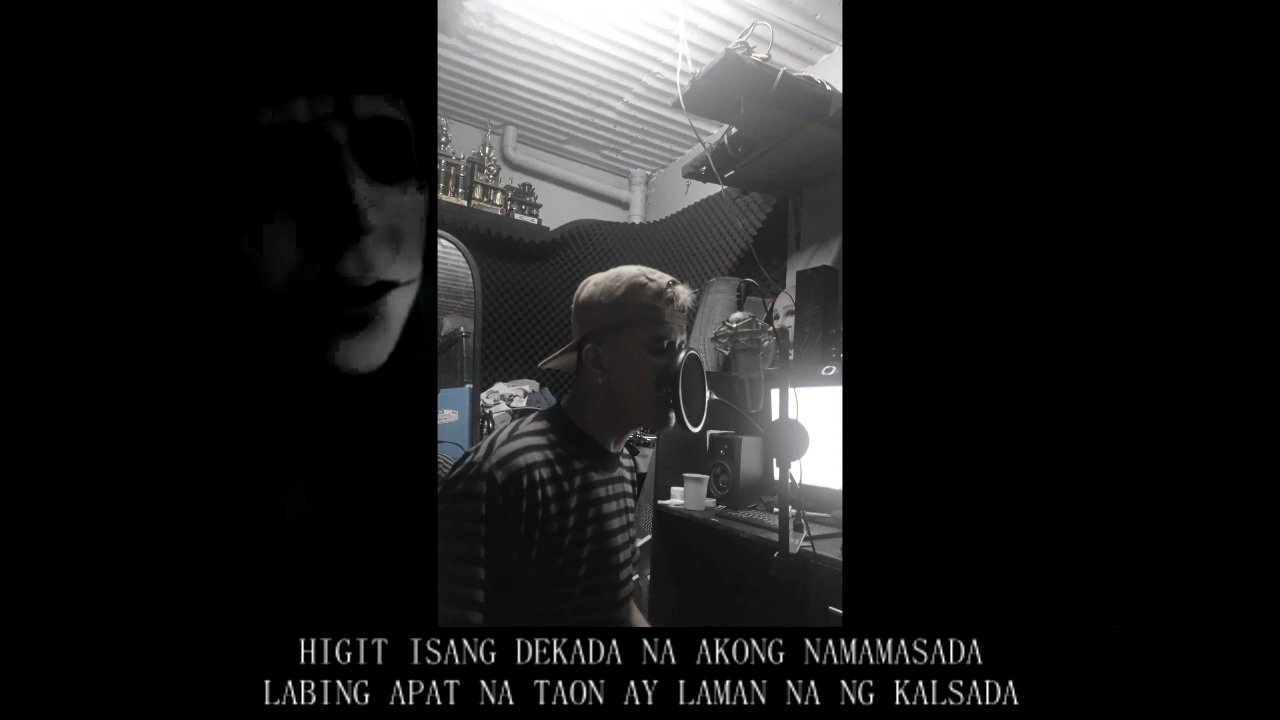 HIGIT ISANG DEKADA NA AKONG NAMAMASADA
LABING APAT NA TAON AY LAMAN NA NG KALSADA